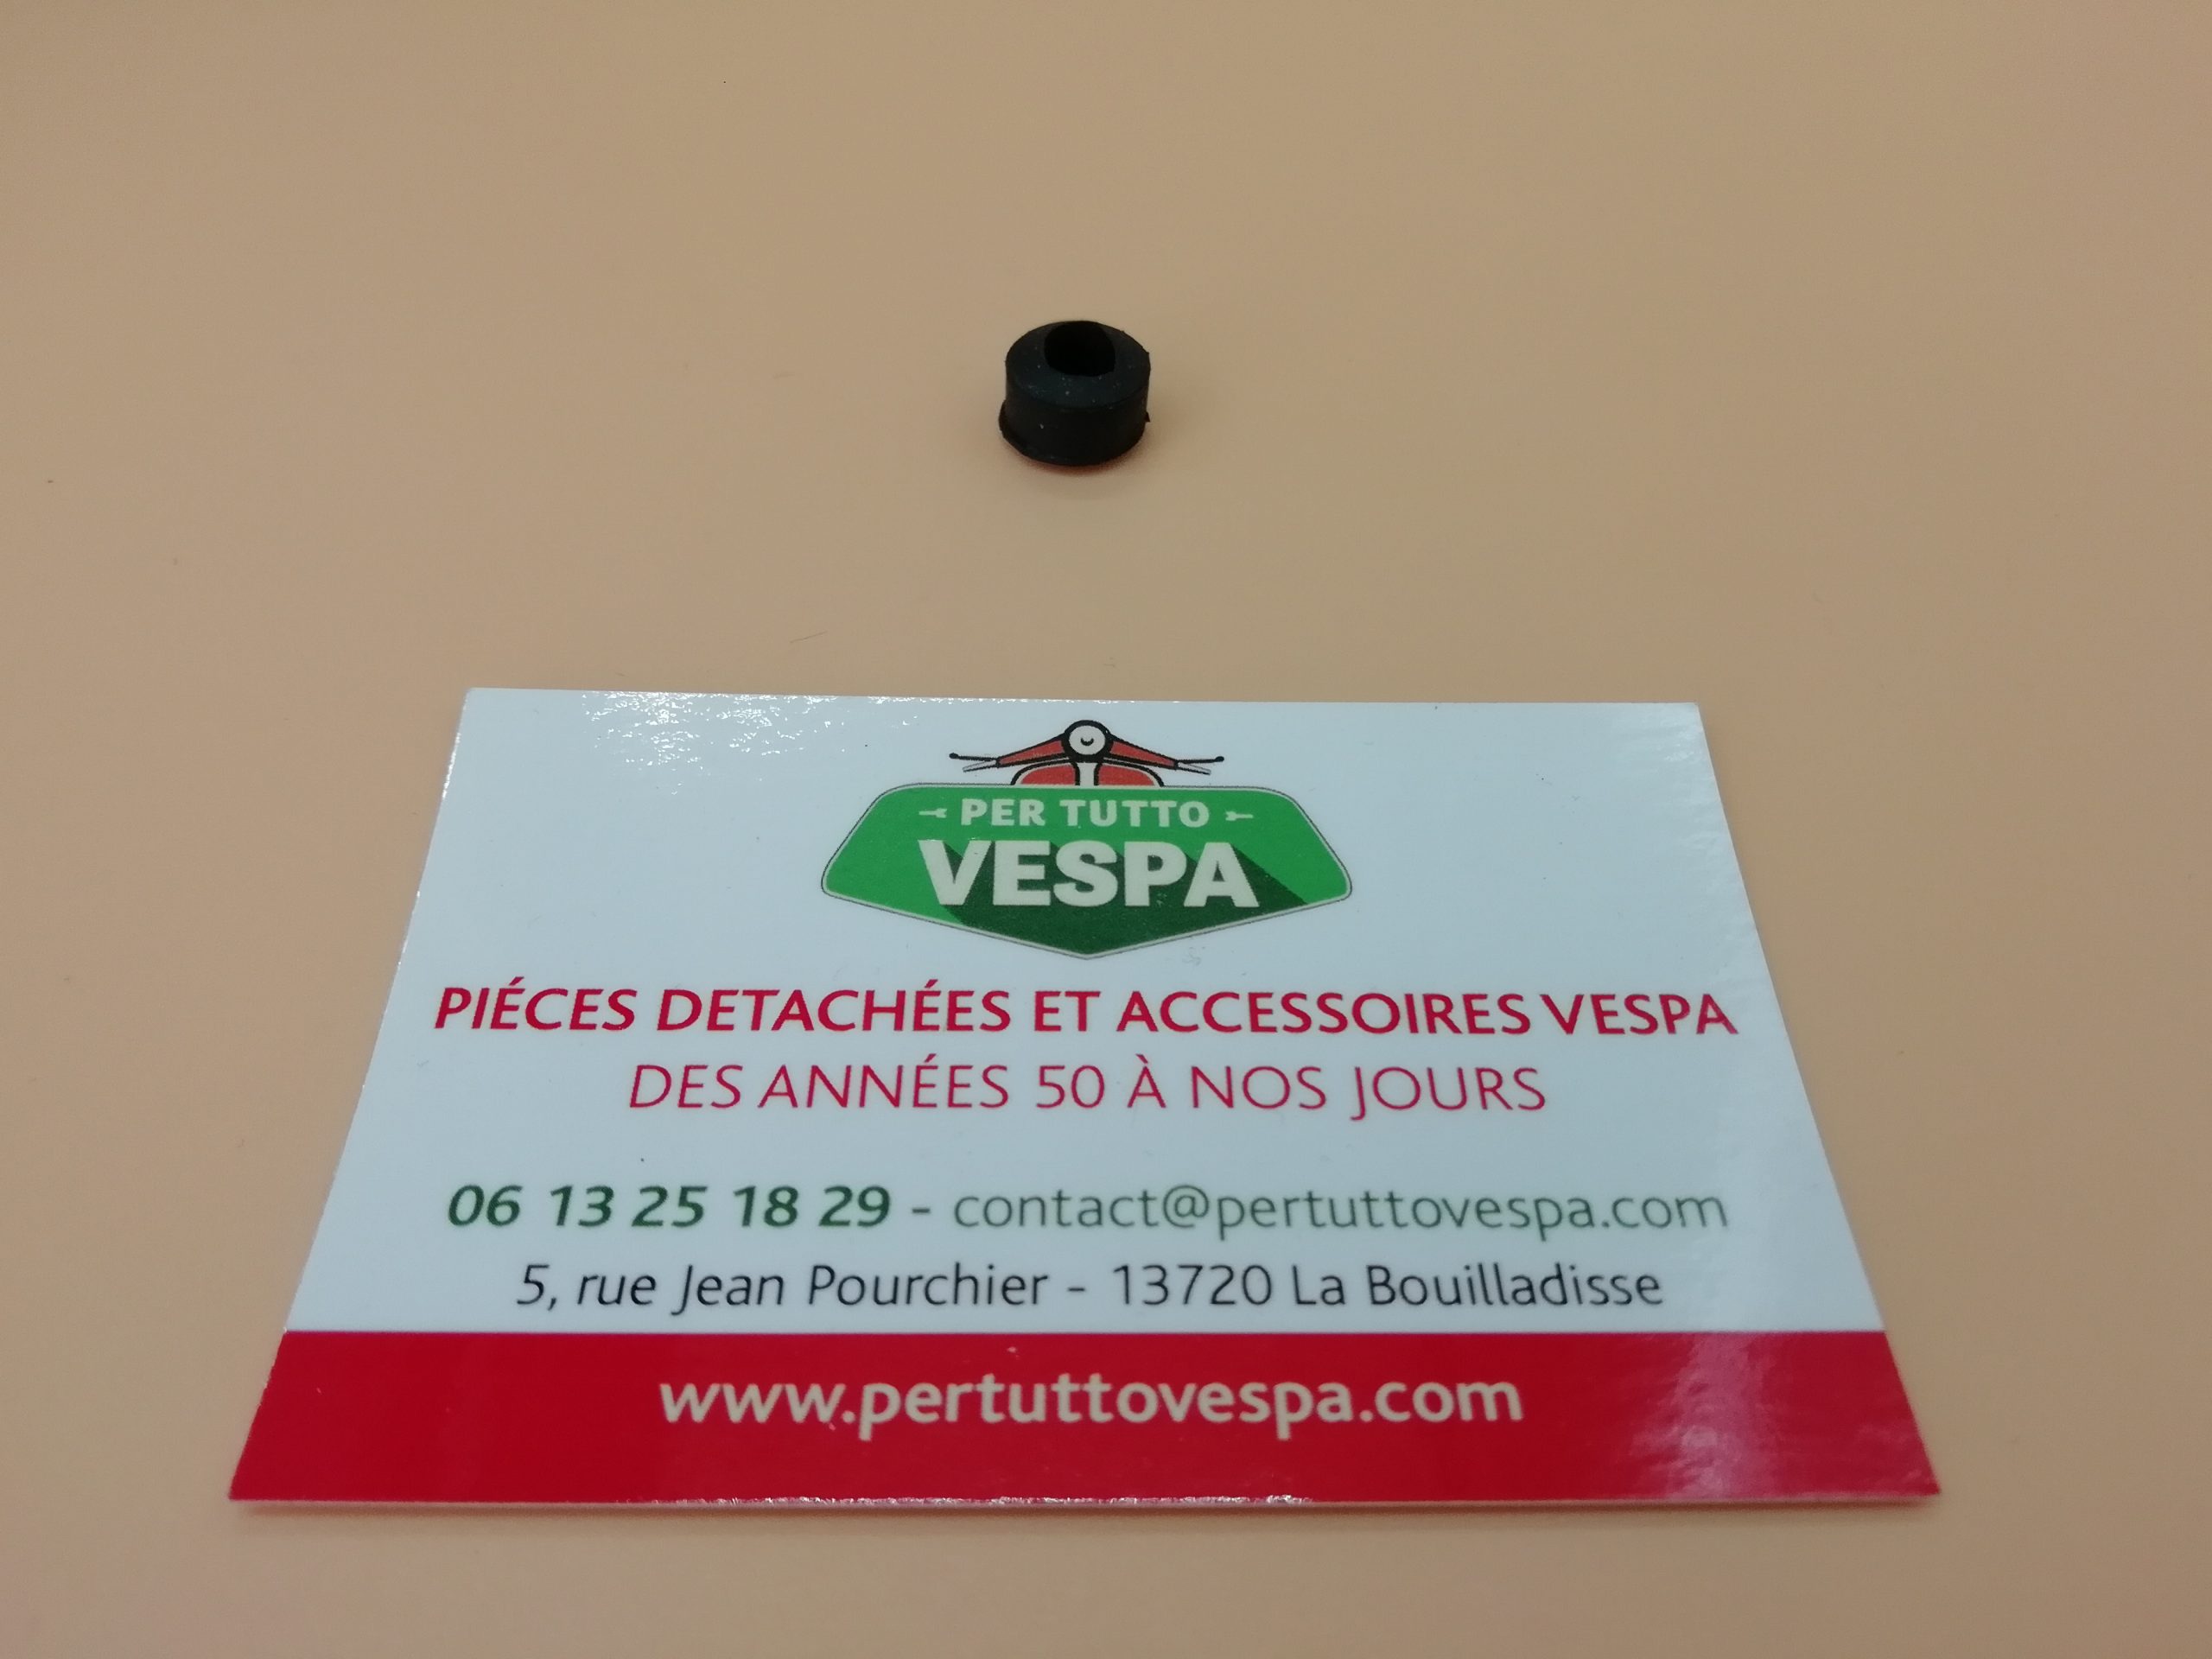 PER TUTTO
VESPA
PIÉCES DETACHÉES ET ACCESSOIRES VESPA
DES ANNÉES 50 À NOS JOURS
06 13 25 18 29 - contact@pertuttovespa.com
5, rue Jean Pourchier - 13720 La Bouilladisse
www.pertuttovespa.com